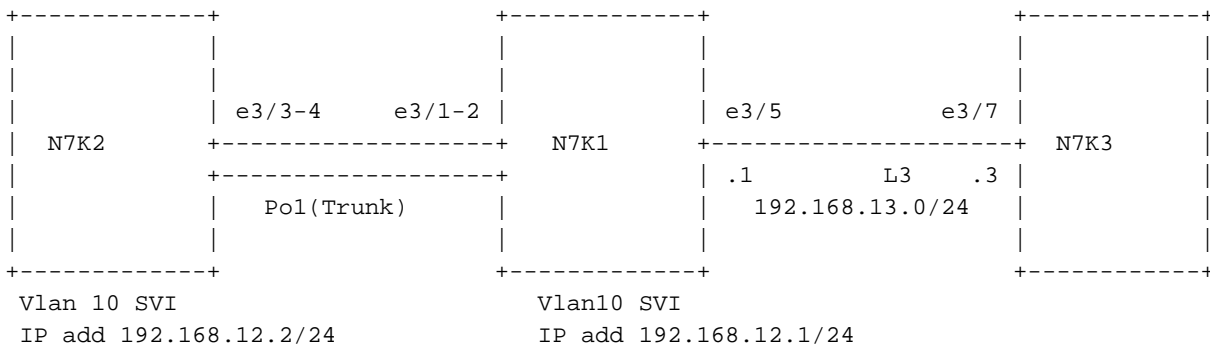 e3/3-4 e3/1-2 e3/5 e3/7
N7K2 N7K1 N7K3
.1 L3 .3
Po1(Trunk) 192.168.13.0/24
Vlan 10 SVI Vlan10 SVI
IP add 192.168.12.2/24 IP add 192.168.12.1/24